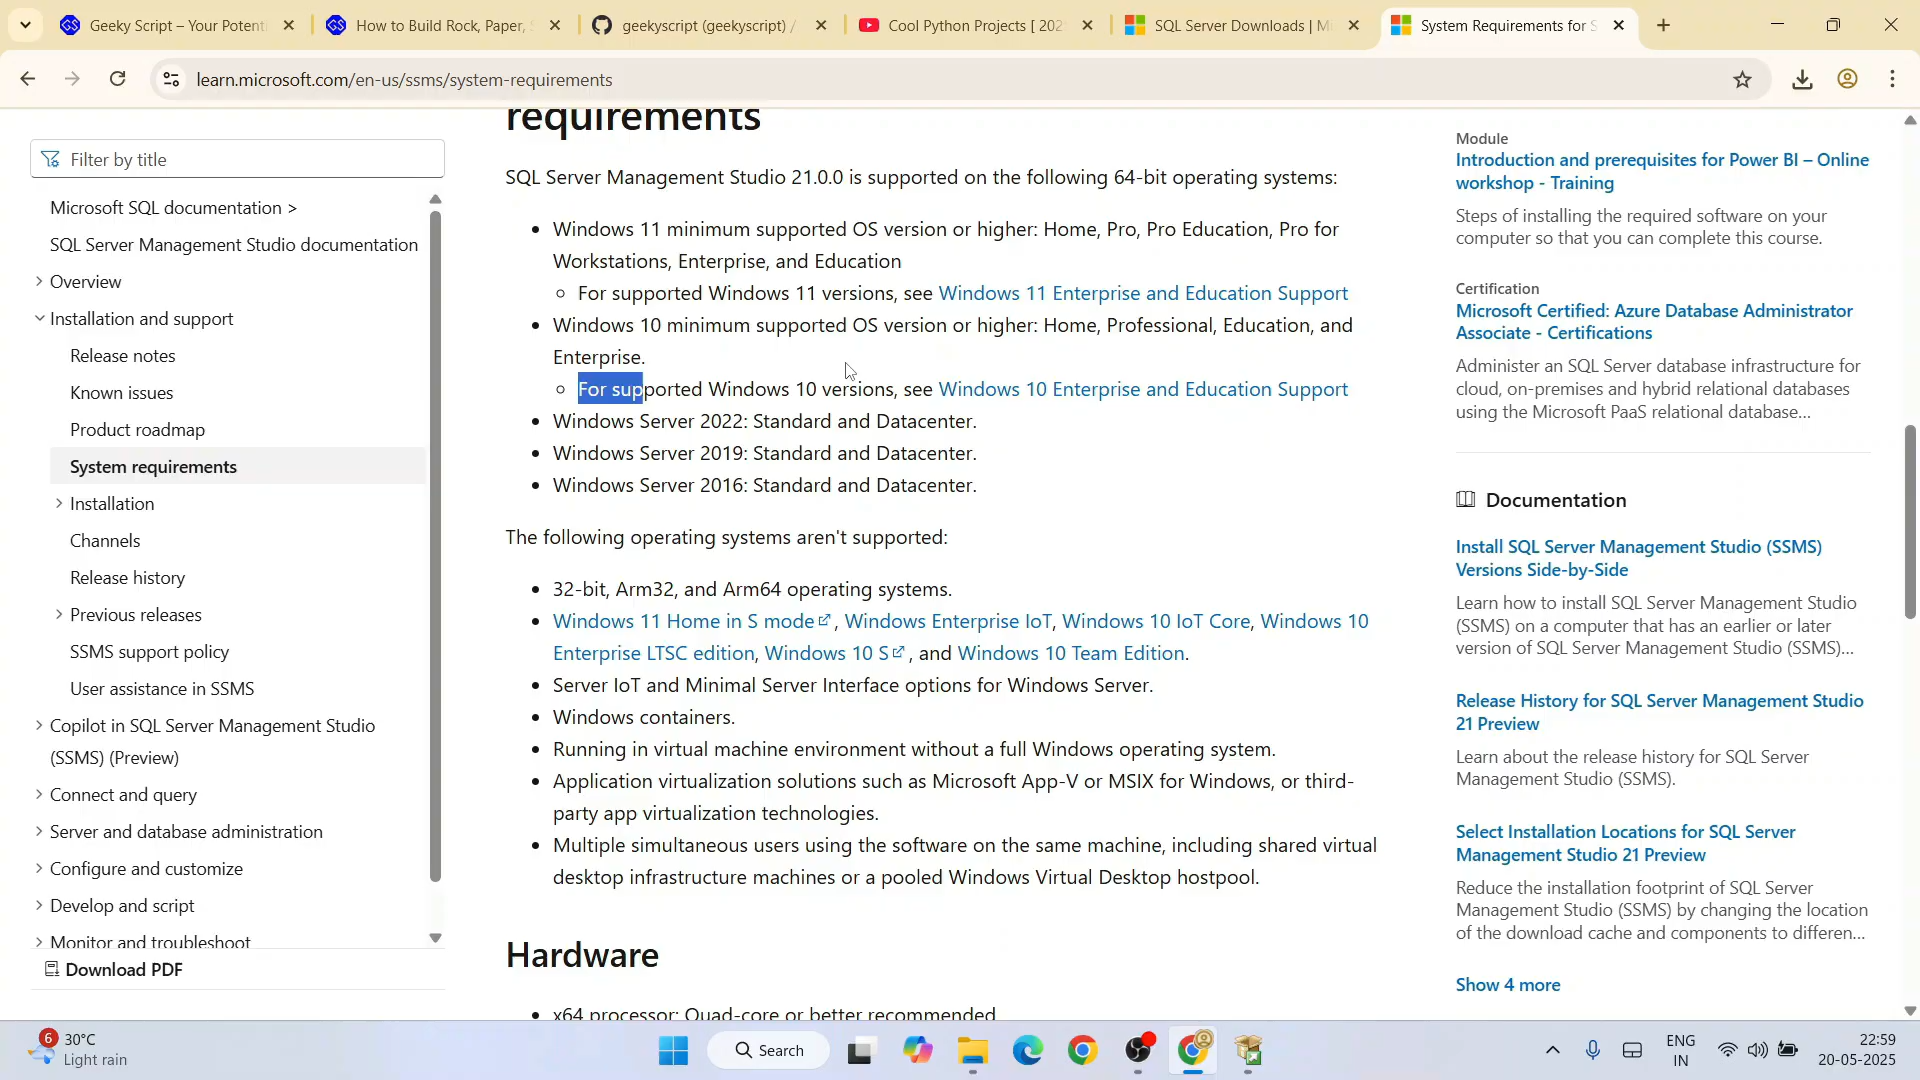 Geeky Script – Your Potenti
How to Build Rock, Paper, S
geekyscript (geekyscript) /
Cool Python Projects [ 202
SQL Server Downloads | Mi
System Requirements for S
learn.microsoft.com/en-us/ssms/system-requirements
Filter by title
Microsoft SQL documentation >
SQL Server Management Studio documentation
Overview
Installation and support
Release notes
Known issues
Product roadmap
System requirements
Installation
Channels
Release history
Previous releases
SSMS support policy
User assistance in SSMS
Copilot in SQL Server Management Studio
(SSMS) (Preview)
Connect and query
Server and database administration
Configure and customize
Develop and script
Monitor and troubleshoot
Download PDF
requirements
SQL Server Management Studio 21.0.0 is supported on the following 64-bit operating systems:
• Windows 11 minimum supported OS version or higher: Home, Pro, Pro Education, Pro for
Workstations, Enterprise, and Education
○ For supported Windows 11 versions, see Windows 11 Enterprise and Education Support
• Windows 10 minimum supported OS version or higher: Home, Professional, Education, and
Enterprise.
○ For supported Windows 10 versions, see Windows 10 Enterprise and Education Support
• Windows Server 2022: Standard and Datacenter.
• Windows Server 2019: Standard and Datacenter.
• Windows Server 2016: Standard and Datacenter.
The following operating systems aren't supported:
• 32-bit, Arm32, and Arm64 operating systems.
• Windows 11 Home in S mode, Windows Enterprise IoT, Windows 10 IoT Core, Windows 10
Enterprise LTSC edition, Windows 10 S, and Windows 10 Team Edition.
• Server IoT and Minimal Server Interface options for Windows Server.
• Windows containers.
• Running in virtual machine environment without a full Windows operating system.
• Application virtualization solutions such as Microsoft App-V or MSIX for Windows, or third-
party app virtualization technologies.
• Multiple simultaneous users using the software on the same machine, including shared virtual
desktop infrastructure machines or a pooled Windows Virtual Desktop hostpool.
Hardware
• x64 processor: Quad-core or better recommended
Module
Introduction and prerequisites for Power BI – Online
workshop - Training
Steps of installing the required software on your
computer so that you can complete this course.
Certification
Microsoft Certified: Azure Database Administrator
Associate - Certifications
Administer an SQL Server database infrastructure for
cloud, on-premises and hybrid relational databases
using the Microsoft PaaS relational database...
Documentation
Install SQL Server Management Studio (SSMS)
Versions Side-by-Side
Learn how to install SQL Server Management Studio
(SSMS) on a computer that has an earlier or later
version of SQL Server Management Studio (SSMS)...
Release History for SQL Server Management Studio
21 Preview
Learn about the release history for SQL Server
Management Studio (SSMS).
Select Installation Locations for SQL Server
Management Studio 21 Preview
Reduce the installation footprint of SQL Server
Management Studio (SSMS) by changing the location
of the download cache and components to differen...
Show 4 more
6
30°C
Light rain
Search
ENG
IN
22:59
20-05-2025